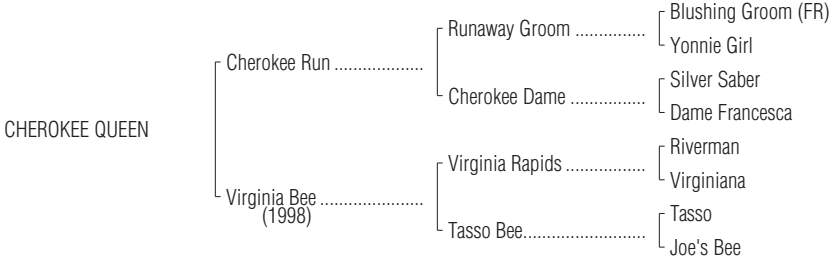 Blushing Groom (FR)
Runaway Groom ...............
Yonnie Girl
Cherokee Run ...................
Silver Saber
Cherokee Dame ................
Dame Francesca
CHEROKEE QUEEN
Riverman
Virginia Rapids .................
Virginiana
Virginia Bee ......................
(1998)
Tasso
Tasso Bee..........................
Joe's Bee